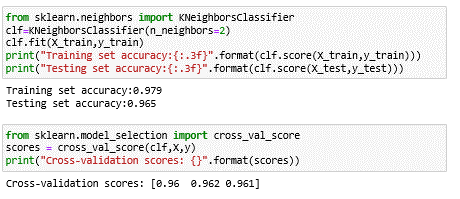 from sklearn.neighbors import KNeighborsClassifier
clf=KNeighborsClassifier(n_neighbors=2)
clf.fit(X_train,y_train)
print("Training set accuracy:{:.3f}".format(clf.score(X_train,y_train)))
print("Testing set accuracy:{:.3f}".format(clf.score(X_test,y_test)))
Training set accuracy:0.979
Testing set accuracy:0.965
from sklearn.model_selection import cross_val_score
scores = cross_val_score(clf,X,y)
print("Cross-validation scores: {}".format(scores))
Cross-validation scores: [0.96  0.962 0.961]